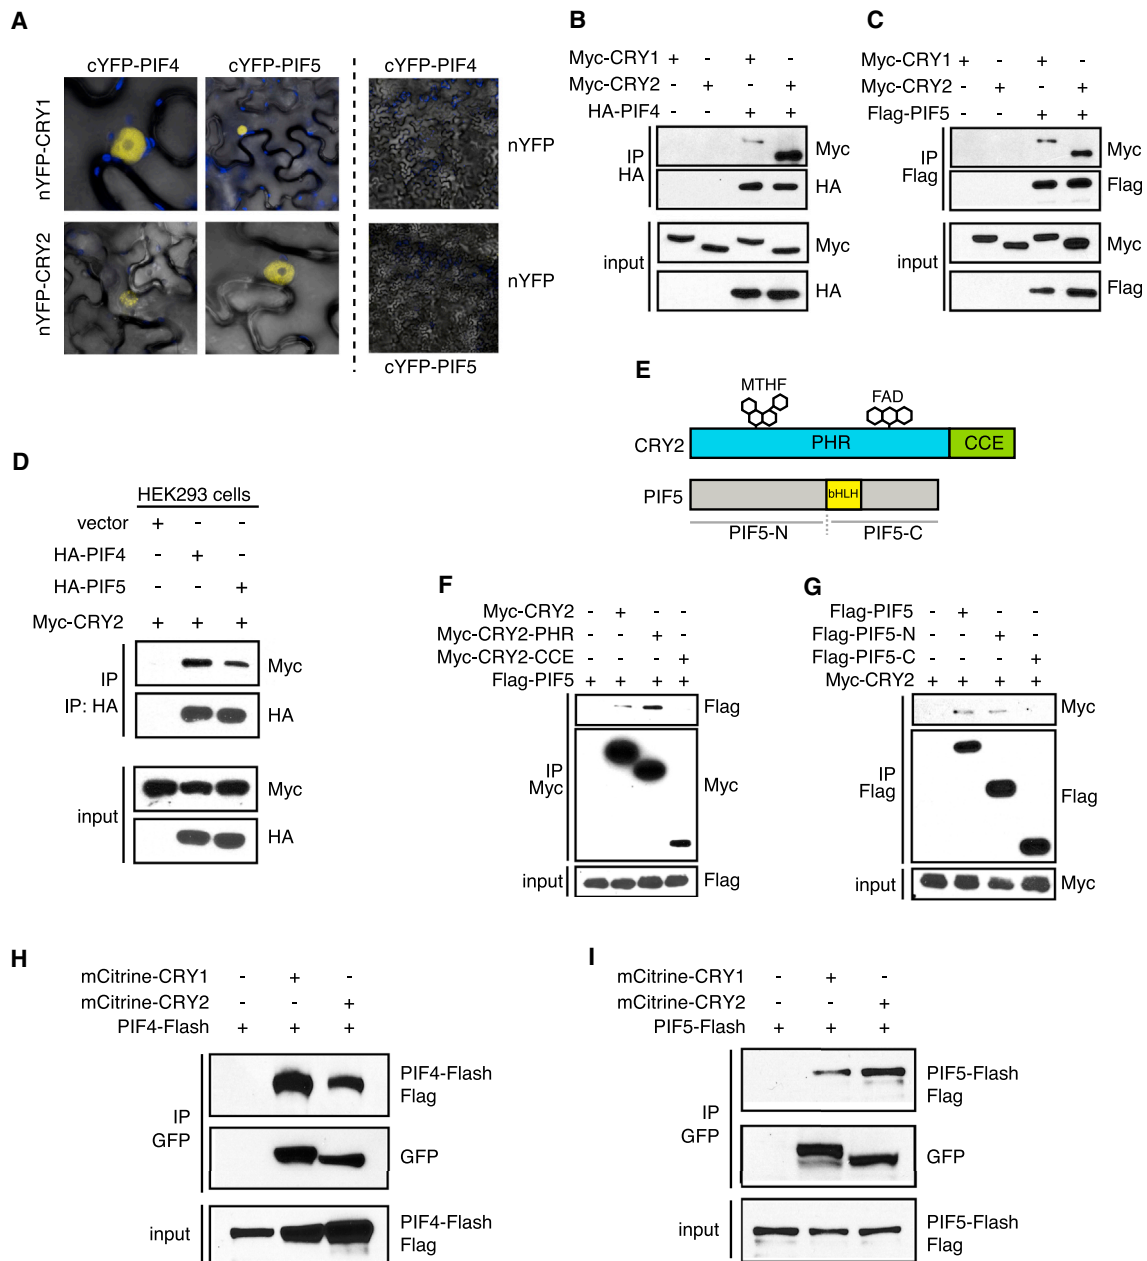 A
cYFP-PIF4
cYFP-PIF5
cYFP-PIF4
nYFP-CRY1
nYFP
nYFP-CRY2
nYFP
cYFP-PIF5
B
Myc-CRY1 + - + -
Myc-CRY2 - + - +
HA-PIF4 - - + +
IP
HA
Myc
HA
input
Myc
HA
C
Myc-CRY1 + - + -
Myc-CRY2 - + - +
Flag-PIF5 - - + +
IP
Flag
Myc
Flag
input
Myc
Flag
D
HEK293 cells
vector + - -
HA-PIF4 - + -
HA-PIF5 - - +
Myc-CRY2 + + +
IP
IP: HA
Myc
HA
input
Myc
HA
E
MTHF
FAD
CRY2
PHR
CCE
PIF5
bHLH
PIF5-N
PIF5-C
F
Myc-CRY2 - + - -
Myc-CRY2-PHR - - + -
Myc-CRY2-CCE - - - +
Flag-PIF5 + + + +
Flag
IP
Myc
Myc
input
Flag
G
Flag-PIF5 - + - -
Flag-PIF5-N - - + -
Flag-PIF5-C - - - +
Myc-CRY2 + + + +
Myc
IP
Flag
Flag
input
Myc
H
mCitrine-CRY1 - + -
mCitrine-CRY2 - - +
PIF4-Flash + + +
IP
GFP
PIF4-Flash
Flag
GFP
input
PIF4-Flash
Flag
I
mCitrine-CRY1 - + -
mCitrine-CRY2 - - +
PIF5-Flash + + +
IP
GFP
PIF5-Flash
Flag
GFP
input
PIF5-Flash
Flag